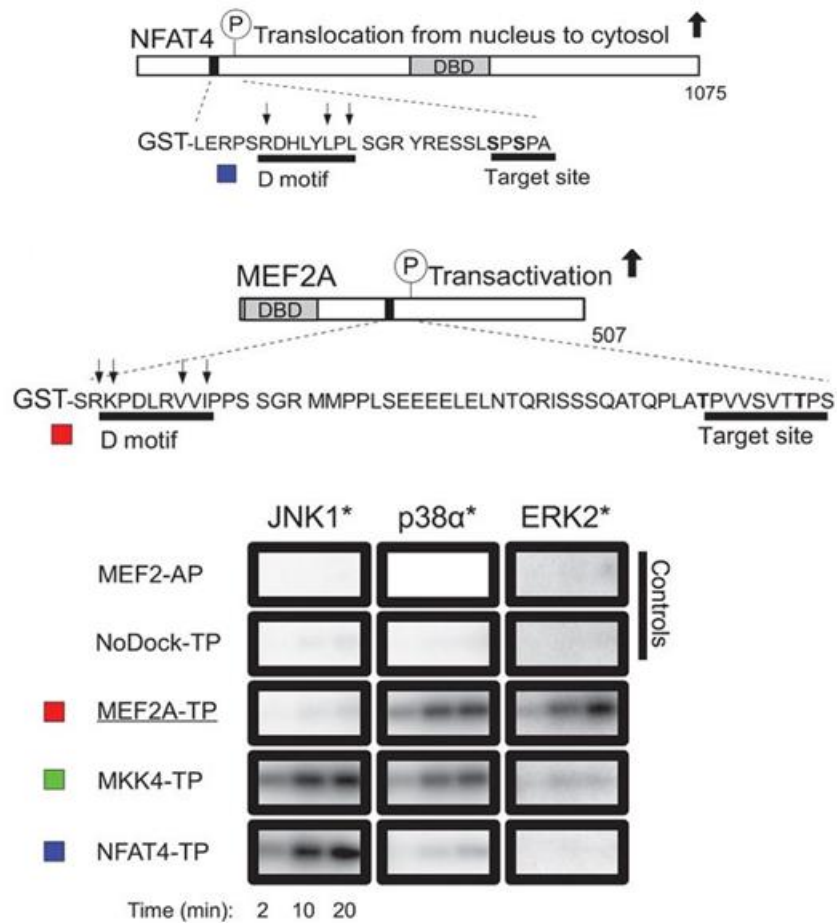 NFAT4 P Translocation from nucleus to cytosol
DBD
1075
GST-LERPSRDHLYLPL SGR YRESSLSPSPA
D motif Target site
MEF2A P Transactivation
DBD
507
GST-SRKPDLRVVIPPS SGR MMPPLSEEEELELNTQRISSSQATQPLATPVVSVTTPS
D motif Target site
JNK1* p38α* ERK2*
MEF2-AP
Controls
NoDock-TP
MEF2A-TP
MKK4-TP
NFAT4-TP
Time (min): 2 10 20